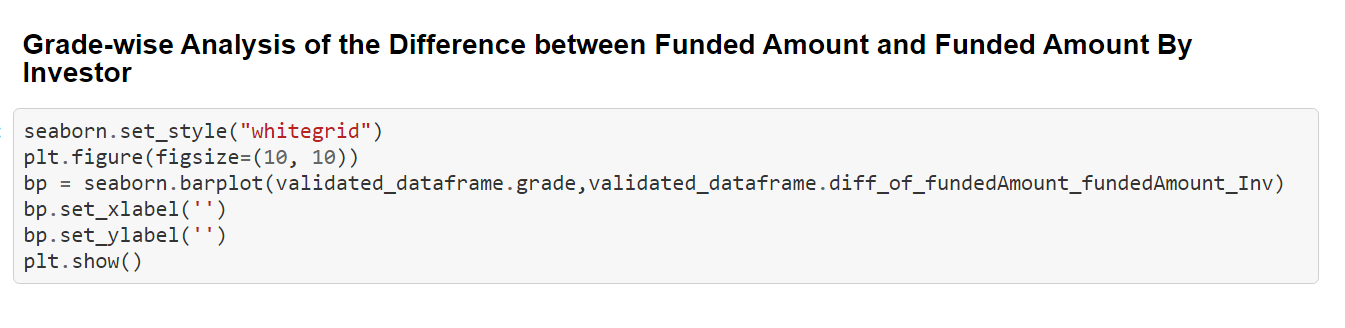 Grade-wise Analysis of the Difference between Funded Amount and Funded Amount By
Investor
seaborn.set_style("whitegrid")
plt.figure(figsize=(10, 10))
bp = seaborn.barplot(validated_dataframe.grade,validated_dataframe.diff_of_fundedAmount_fundedAmount_Inv)
bp.set_xlabel('')
bp.set_ylabel('')
plt.show()